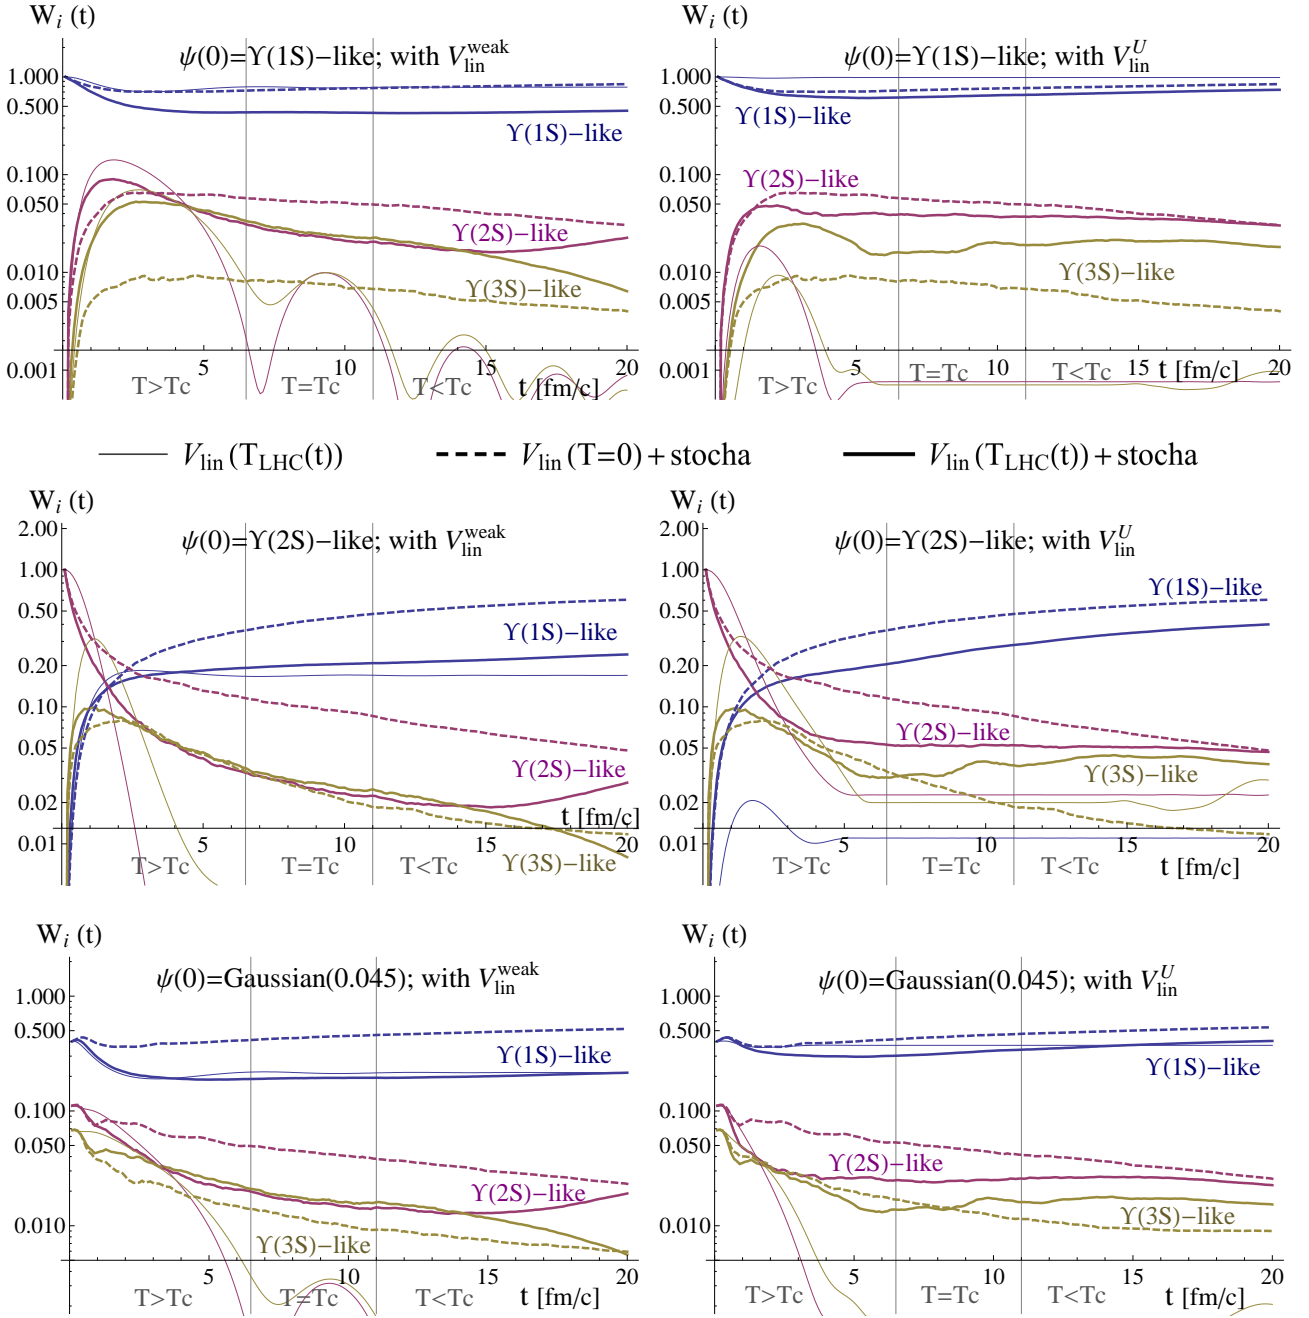 W_i (t)
ψ(0)=Υ(1S)−like; with V_lin^weak
1.000
0.500
0.100
0.050
0.010
0.005
0.001
Υ(1S)−like
Υ(2S)−like
Υ(3S)−like
5 10 15 20
T>Tc T=Tc T<Tc t [fm/c]
W_i (t)
ψ(0)=Υ(1S)−like; with V_lin^U
1.000
0.500
0.100
0.050
0.010
0.005
0.001
Υ(1S)−like
Υ(2S)−like
Υ(3S)−like
5 10 15 20
T>Tc T=Tc T<Tc t [fm/c]
V_lin (T_LHC(t)) V_lin (T=0) + stocha V_lin (T_LHC(t)) + stocha
W_i (t)
ψ(0)=Υ(2S)−like; with V_lin^weak
2.00
1.00
0.50
0.20
0.10
0.05
0.02
0.01
Υ(1S)−like
Υ(2S)−like
t [fm/c]
5 10 15 20
Υ(3S)−like
T>Tc T=Tc T<Tc
W_i (t)
ψ(0)=Υ(2S)−like; with V_lin^U
2.00
1.00
0.50
0.20
0.10
0.05
0.02
0.01
Υ(1S)−like
Υ(2S)−like
Υ(3S)−like
5 10 15 20
T>Tc T=Tc T<Tc t [fm/c]
W_i (t)
ψ(0)=Gaussian(0.045); with V_lin^weak
1.000
0.500
0.100
0.050
0.010
Υ(1S)−like
Υ(2S)−like
Υ(3S)−like
5 10 15 20
T>Tc T=Tc T<Tc t [fm/c]
W_i (t)
ψ(0)=Gaussian(0.045); with V_lin^U
1.000
0.500
0.100
0.050
0.010
Υ(1S)−like
Υ(2S)−like
Υ(3S)−like
5 10 15 20
T>Tc T=Tc T<Tc t [fm/c]